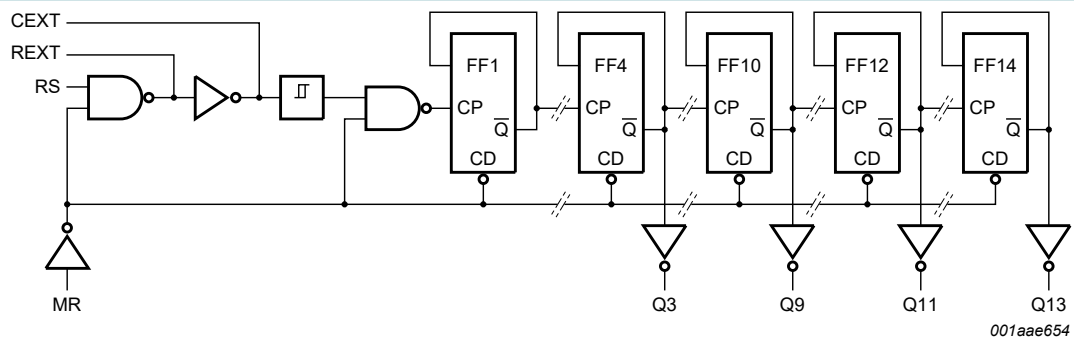 CEXT
REXT
RS
FF1
FF4
FF10
FF12
FF14
CP
CP
CP
CP
CP
Q̅
Q̅
Q̅
Q̅
Q̅
CD
CD
CD
CD
CD
MR
Q3
Q9
Q11
Q13
001aae654